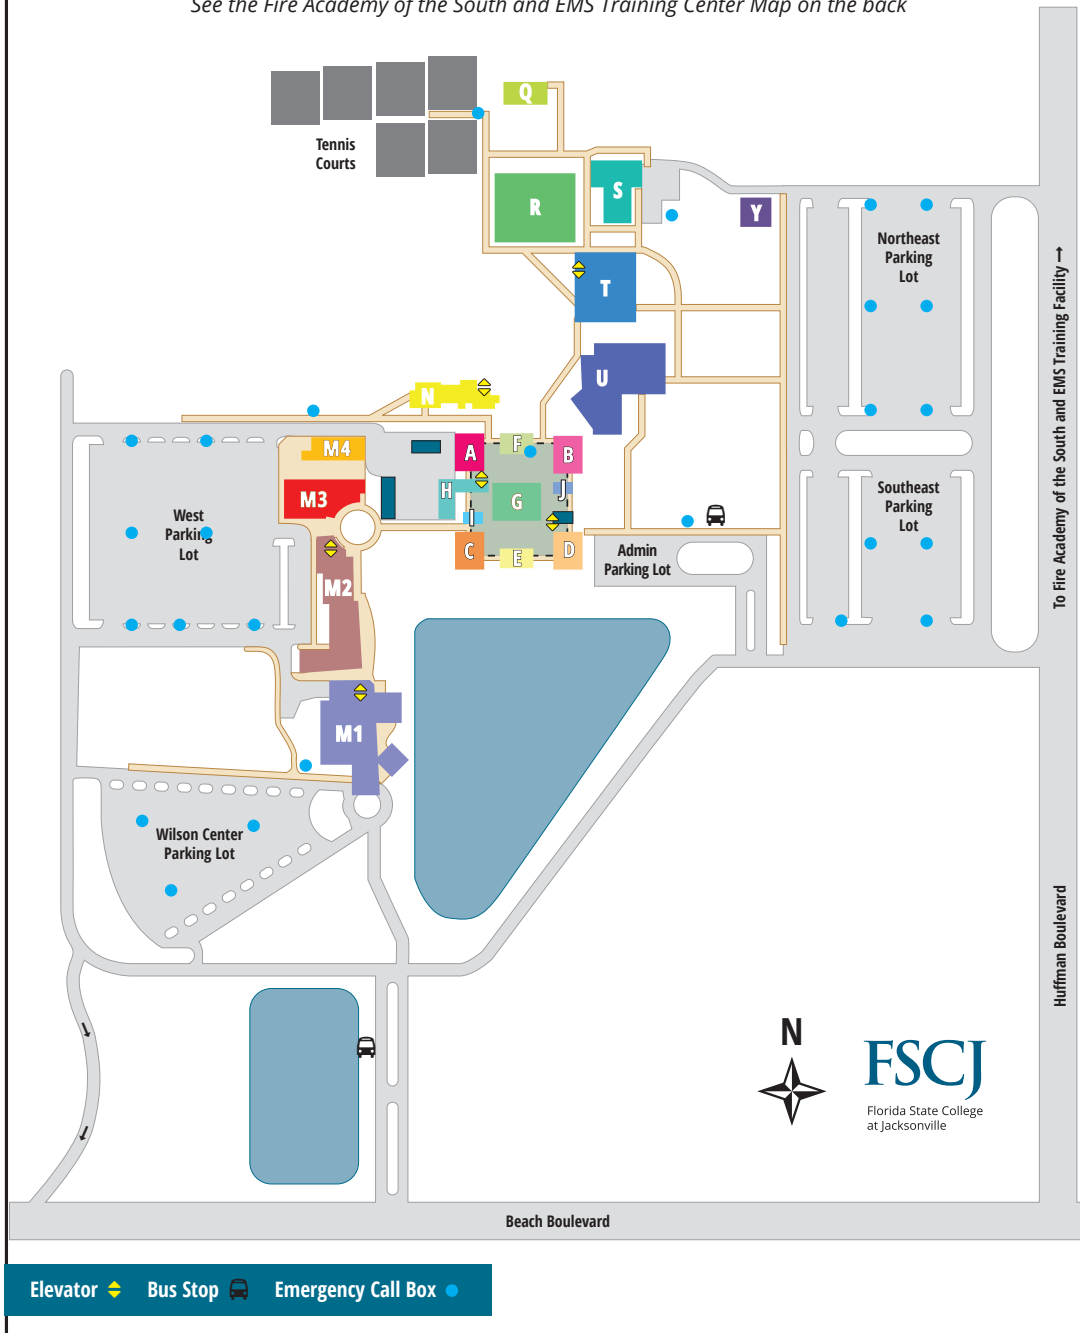 See the Fire Academy of the South and EMS Training Center Map on the back
Q
Tennis
Courts
S
R
Y
Northeast
Parking
Lot
T
To Fire Academy of the South and EMS Training Facility →
U
N
M4
A
F
B
H
J
M3
G
I
Southeast
Parking
Lot
West
Parking
Lot
C
E
D
Admin
Parking Lot
M2
M1
Wilson Center
Parking Lot
Huffman Boulevard
N
FSCJ
Florida State College
at Jacksonville
Beach Boulevard
Elevator Bus Stop Emergency Call Box